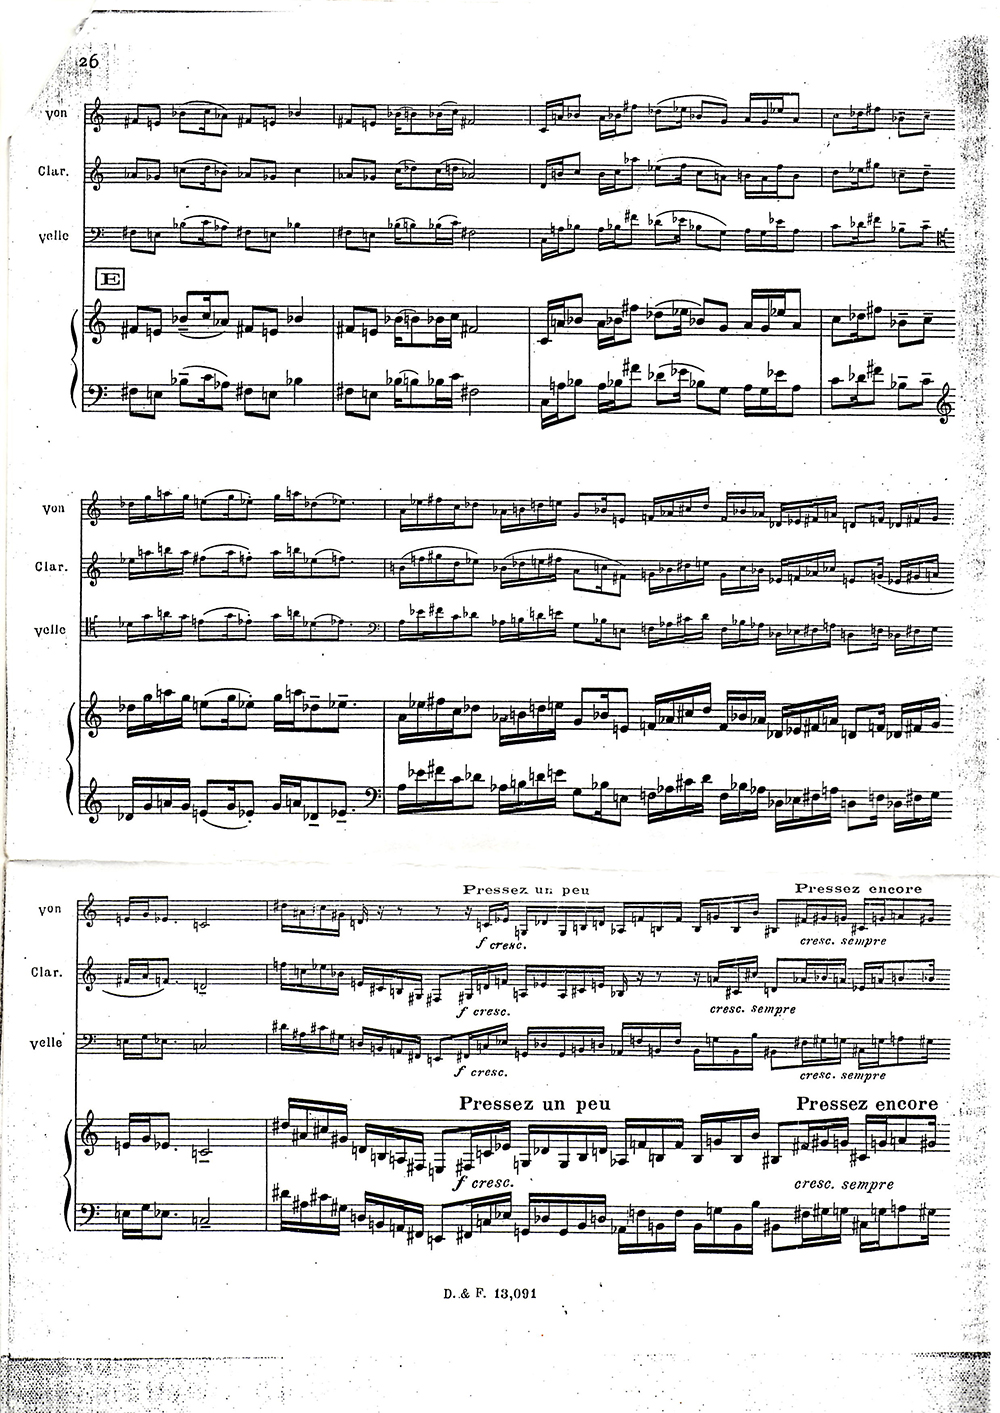 26
Von
Clar.
Velle
E
Von
Clar.
Velle
Pressez un peu Pressez encore
Von
f cresc. cresc. sempre
Clar.
f cresc. cresc. sempre
Velle
f cresc. cresc. sempre
Pressez un peu Pressez encore
f cresc. cresc. sempre
D. & F. 13,091